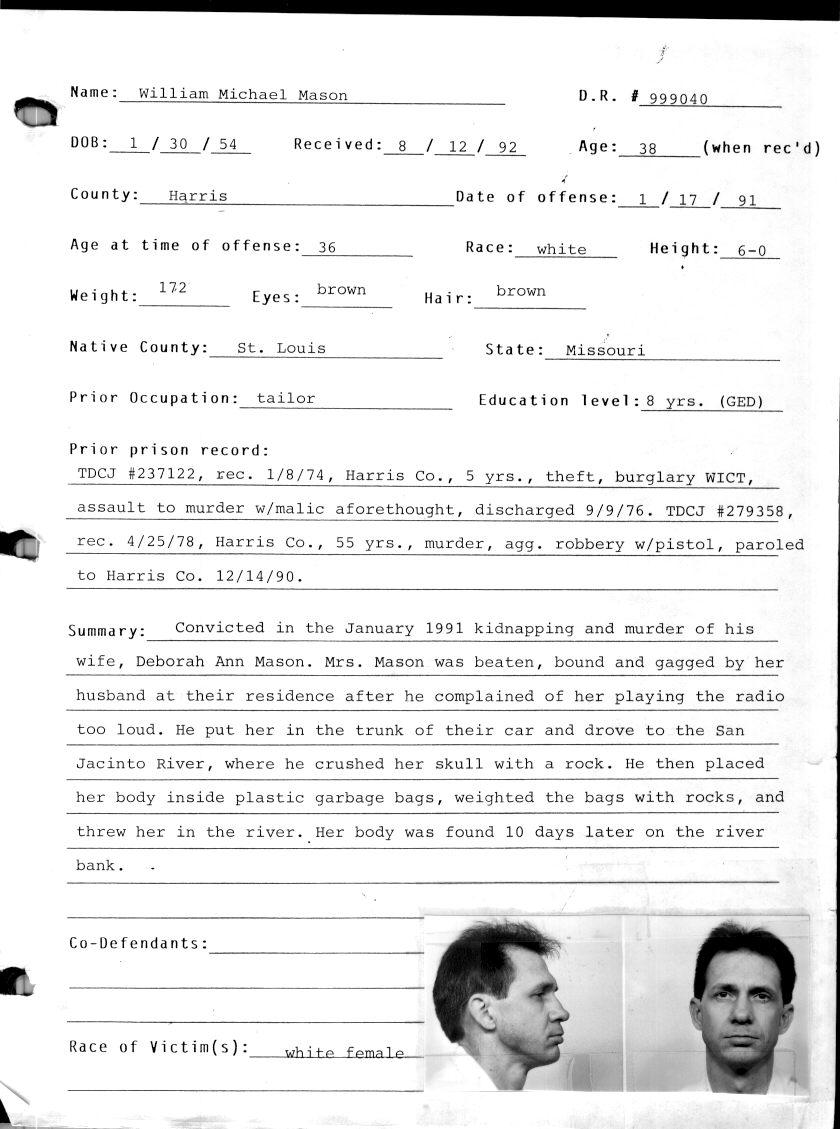 Name: William Michael Mason D.R. # 999040
DOB: 1 / 30 / 54 Received: 8 / 12 / 92 Age: 38 (when rec'd)
County: Harris Date of offense: 1 / 17 / 91
Age at time of offense: 36 Race: white Height: 6-0
Weight: 172 Eyes: brown Hair: brown
Native County: St. Louis State: Missouri
Prior Occupation: tailor Education level: 8 yrs. (GED)
Prior prison record:
TDCJ #237122, rec. 1/8/74, Harris Co., 5 yrs., theft, burglary WICT,
assault to murder w/malic aforethought, discharged 9/9/76. TDCJ #279358,
rec. 4/25/78, Harris Co., 55 yrs., murder, agg. robbery w/pistol, paroled
to Harris Co. 12/14/90.
Summary: Convicted in the January 1991 kidnapping and murder of his
wife, Deborah Ann Mason. Mrs. Mason was beaten, bound and gagged by her
husband at their residence after he complained of her playing the radio
too loud. He put her in the trunk of their car and drove to the San
Jacinto River, where he crushed her skull with a rock. He then placed
her body inside plastic garbage bags, weighted the bags with rocks, and
threw her in the river. Her body was found 10 days later on the river
bank.
Co-Defendants:
Race of Victim(s): white female